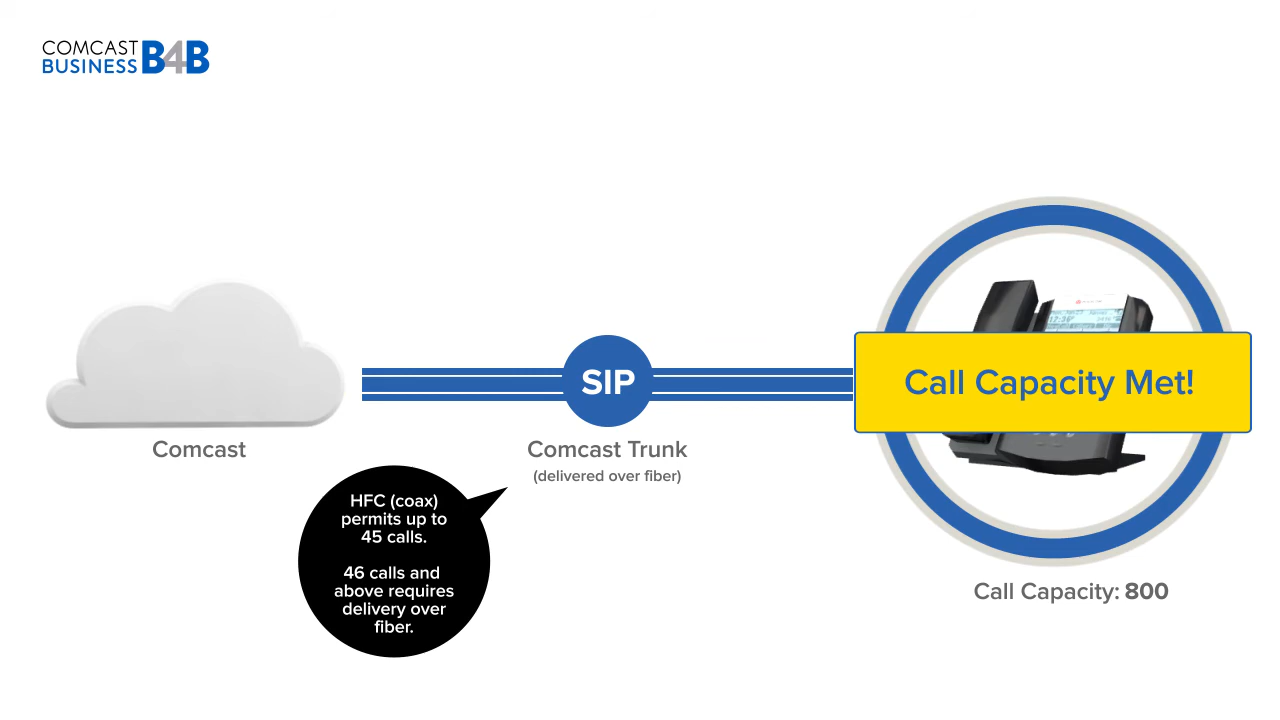 COMCAST
BUSINESS B4B
SIP
Call Capacity Met!
Comcast
Comcast Trunk
(delivered over fiber)
HFC (coax)
permits up to
45 calls.
46 calls and
above requires
delivery over
fiber.
Call Capacity: 800